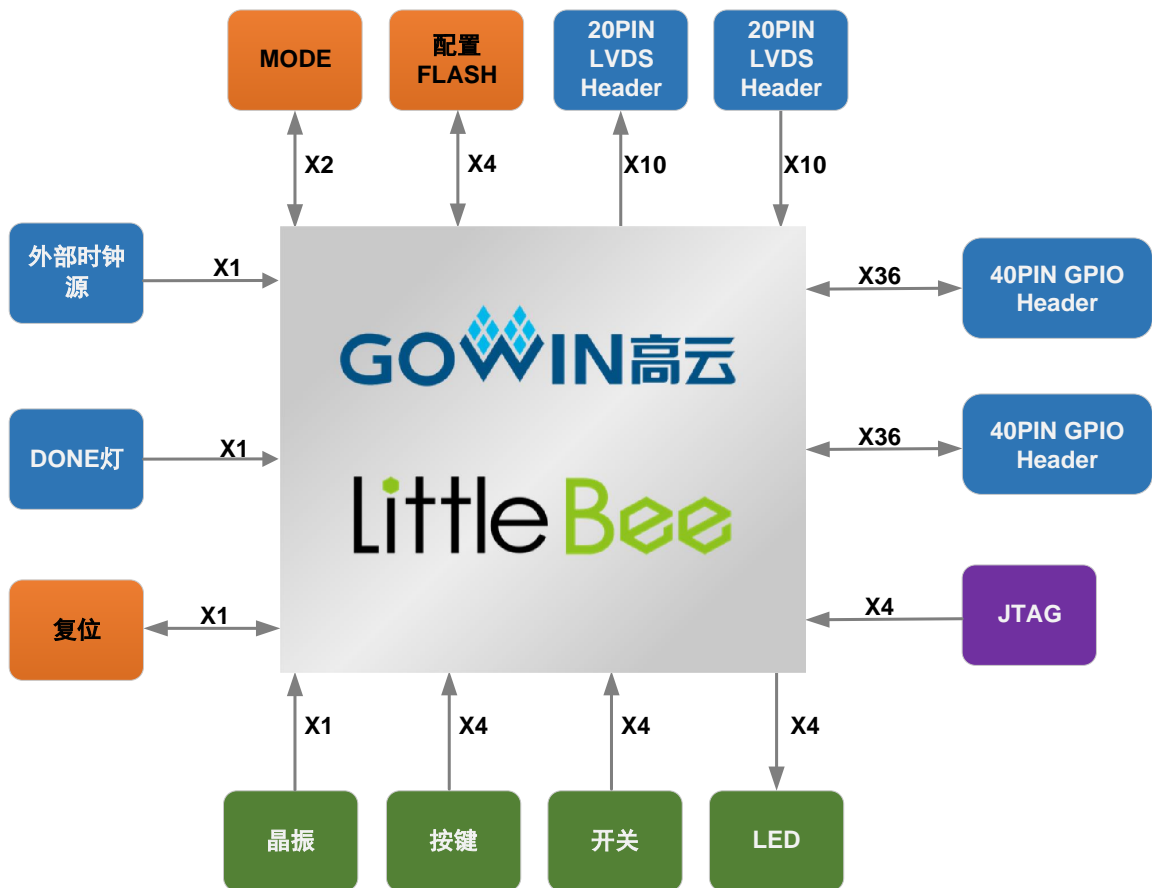 MODE
配置
FLASH
20PIN
LVDS
Header
20PIN
LVDS
Header
X2
X4
X10
X10
外部时钟
源
X1
X36
40PIN GPIO
Header
GOWIN高云
DONE灯
X1
X36
40PIN GPIO
Header
Little Bee
复位
X1
X4
JTAG
X1
X4
X4
X4
晶振
按键
开关
LED